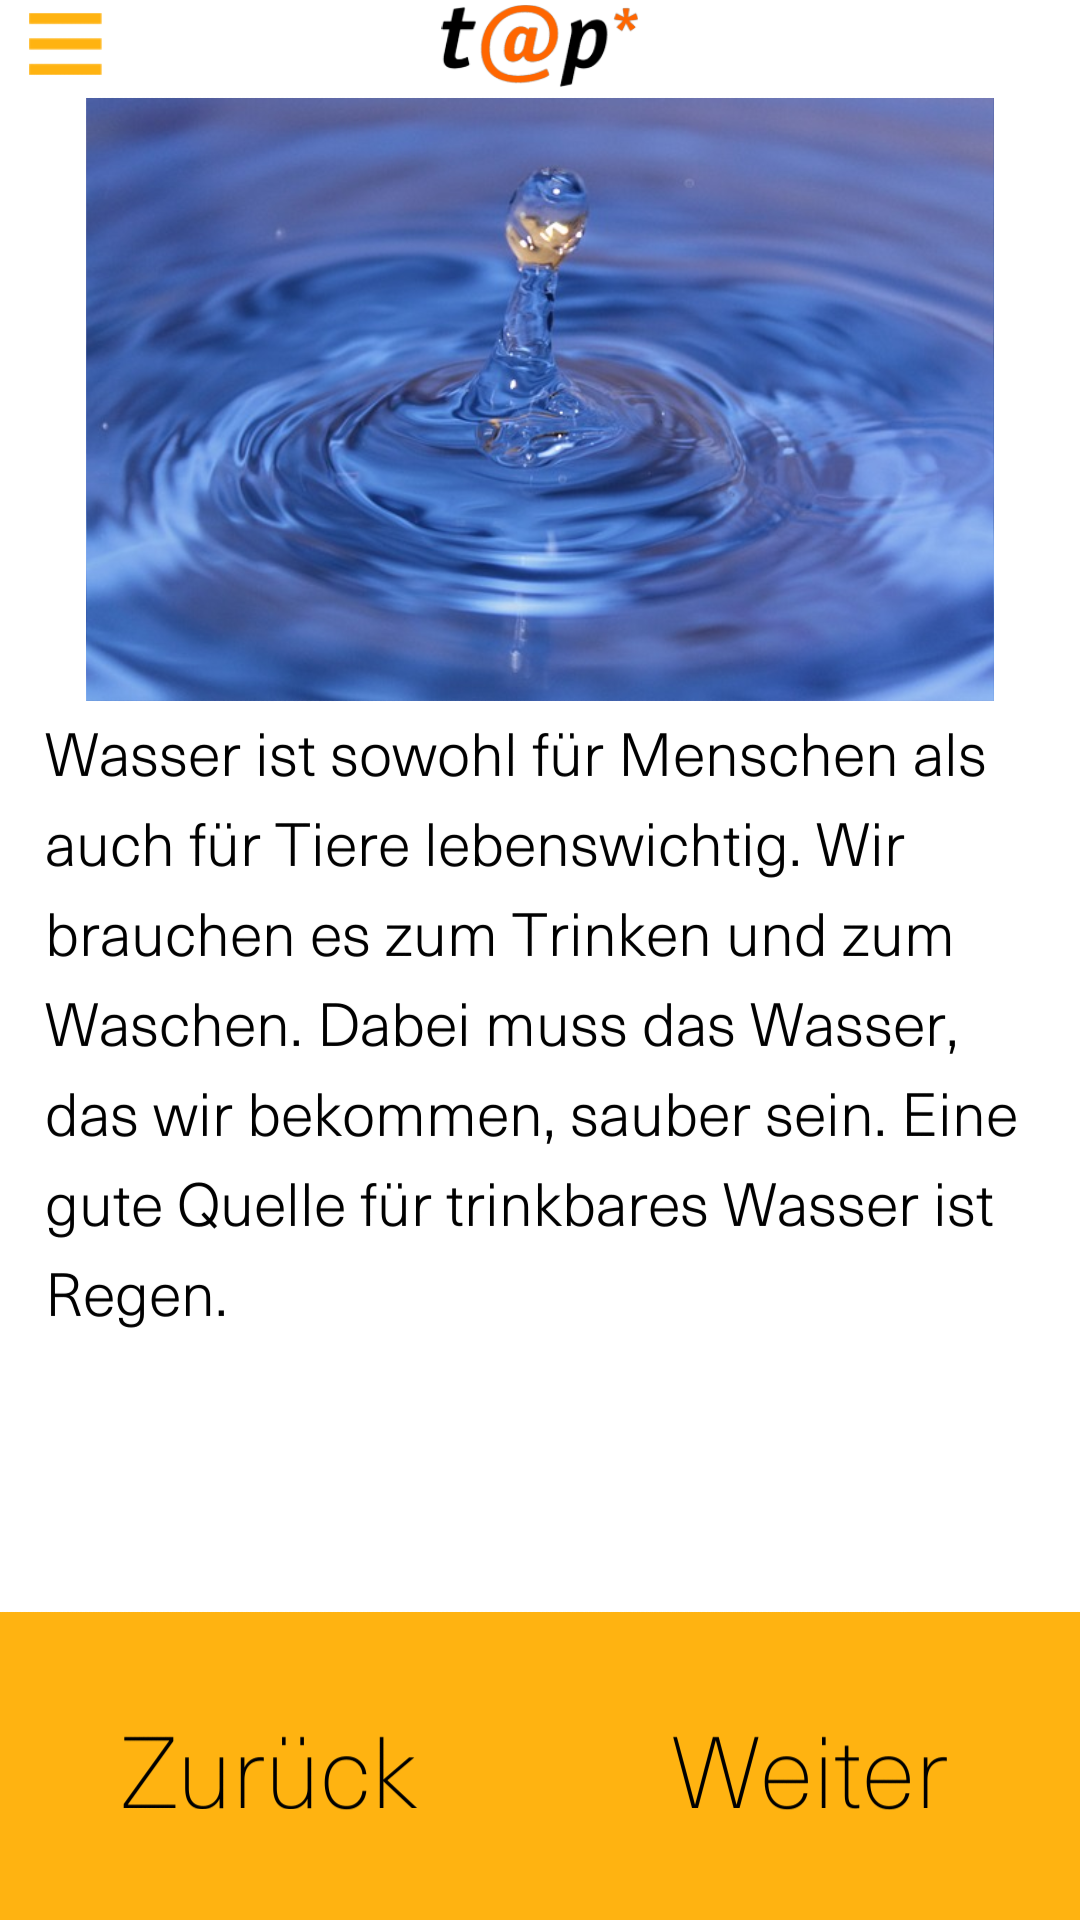 t@p*
Wasser ist sowohl für Menschen als
auch für Tiere lebenswichtig. Wir
brauchen es zum Trinken und zum
Waschen. Dabei muss das Wasser,
das wir bekommen, sauber sein. Eine
gute Quelle für trinkbares Wasser ist
Regen.
Zurück
Weiter